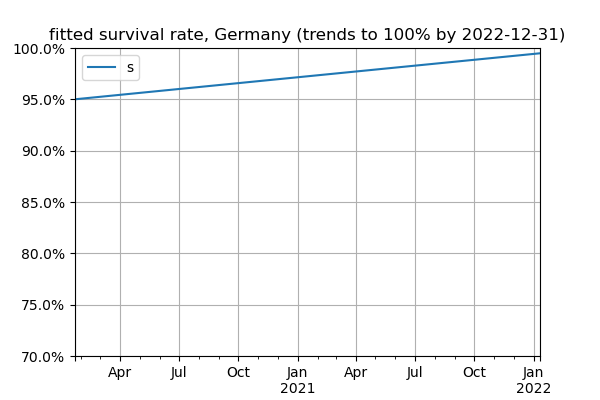 fitted survival rate, Germany (trends to 100% by 2022-12-31)
100.0%
s
95.0%
90.0%
85.0%
80.0%
75.0%
70.0%
Apr Jul Oct Jan Apr Jul Oct Jan
2021 2022